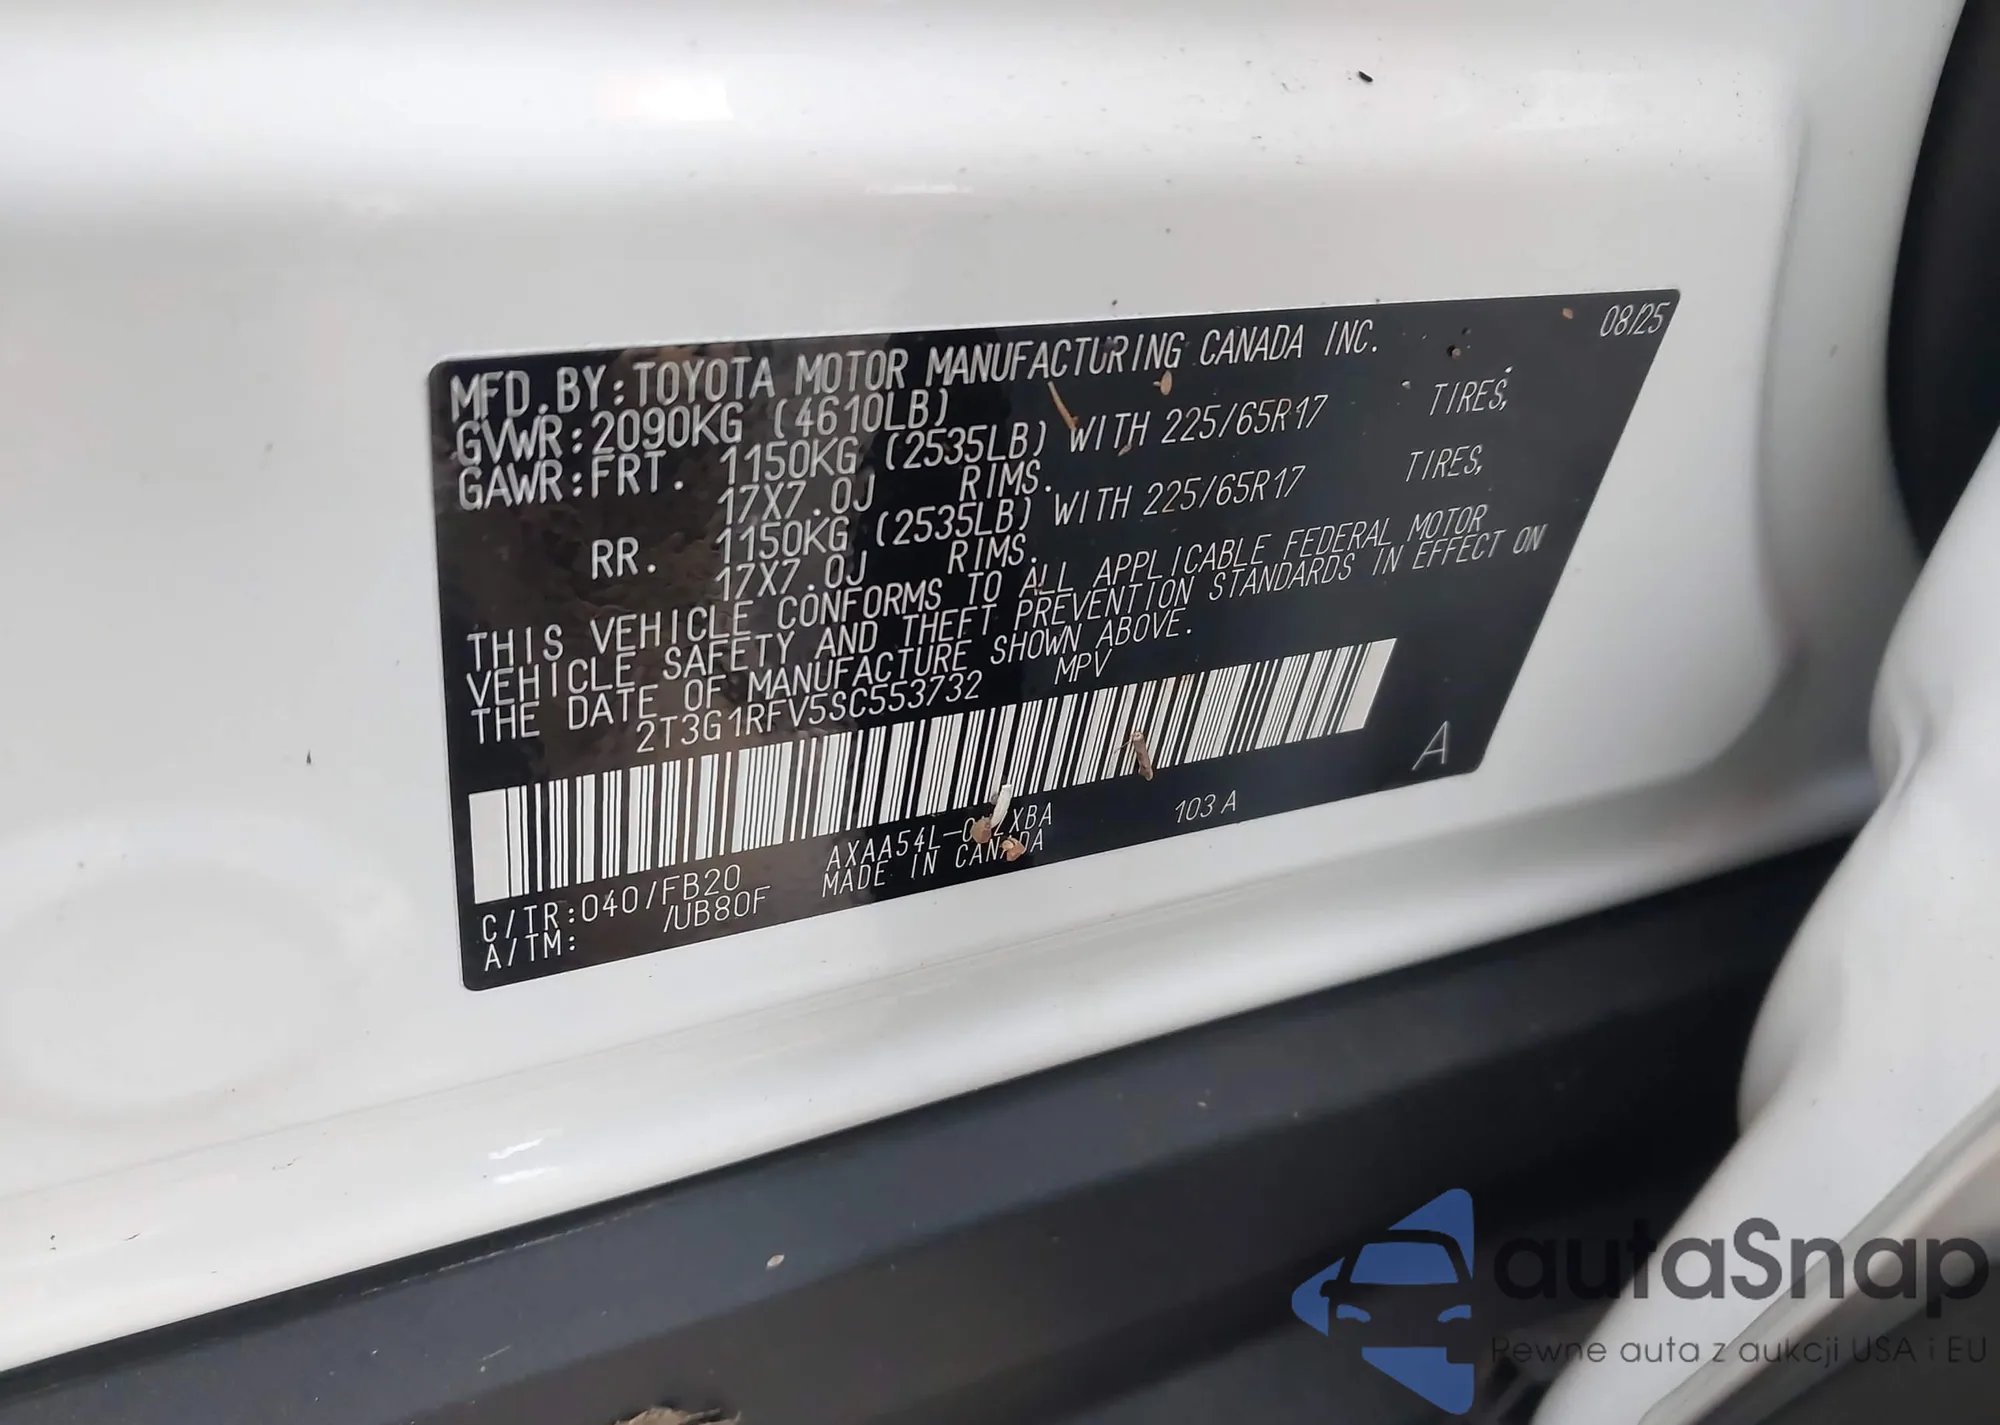 08/25
MFD.BY:TOYOTA MOTOR MANUFACTURING CANADA INC.
GVWR:2090KG (4610LB)
GAWR:FRT. 1150KG (2535LB) WITH 225/65R17 TIRES,
17X7.0J RIMS.
RR. 1150KG (2535LB) WITH 225/65R17 TIRES,
17X7.0J RIMS.
THIS VEHICLE CONFORMS TO ALL APPLICABLE FEDERAL MOTOR
VEHICLE SAFETY AND THEFT PREVENTION STANDARDS IN EFFECT ON
THE DATE OF MANUFACTURE SHOWN ABOVE.
2T3G1RFV5SC553732 MPV
A
C/TR:040/FB20 103 A
A/TM: /UB80F MADE IN CANADA
autaSnap
Pewne auta z aukcji USA i EU